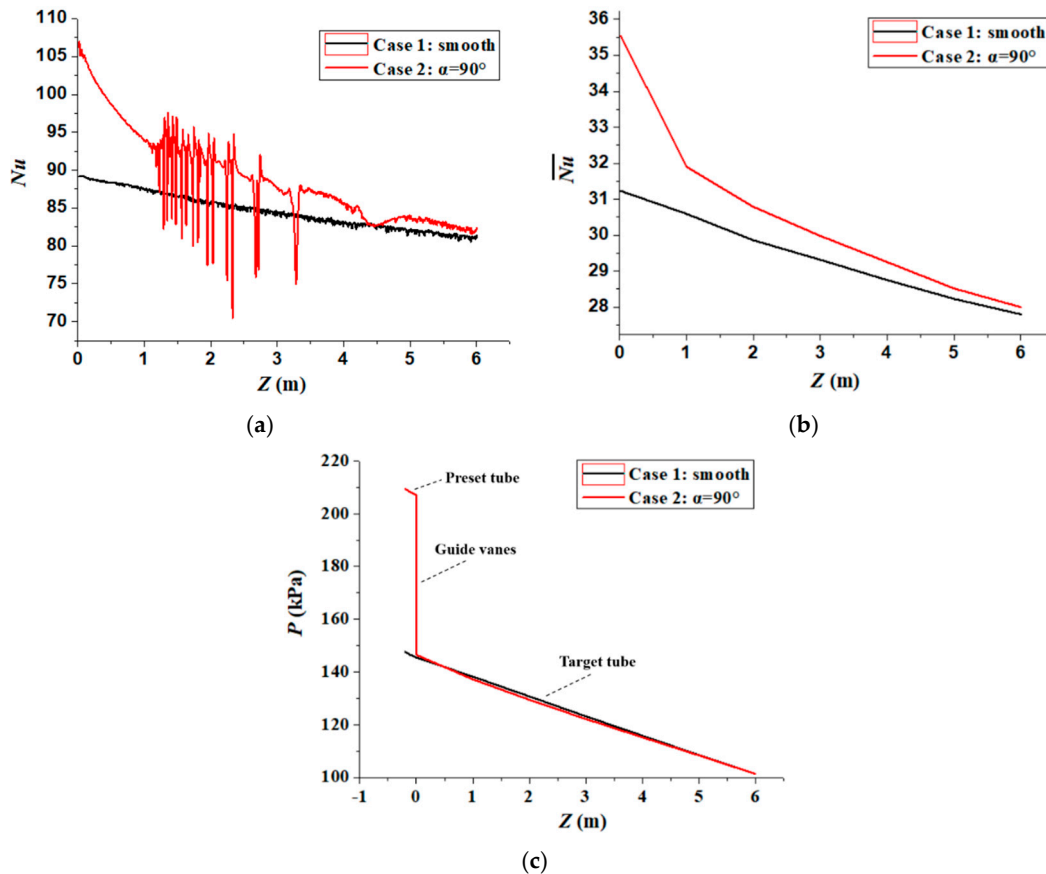 110
105
100
95
90
85
80
75
70
Nu
0 1 2 3 4 5 6
Z (m)
Case 1: smooth
Case 2: α=90°
(a)
36
35
34
33
32
31
30
29
28
N̅u̅
0 1 2 3 4 5 6
Z (m)
Case 1: smooth
Case 2: α=90°
(b)
220
200
180
160
140
120
100
P (kPa)
-1 0 1 2 3 4 5 6
Z (m)
Case 1: smooth
Case 2: α=90°
Preset tube
Guide vanes
Target tube
(c)